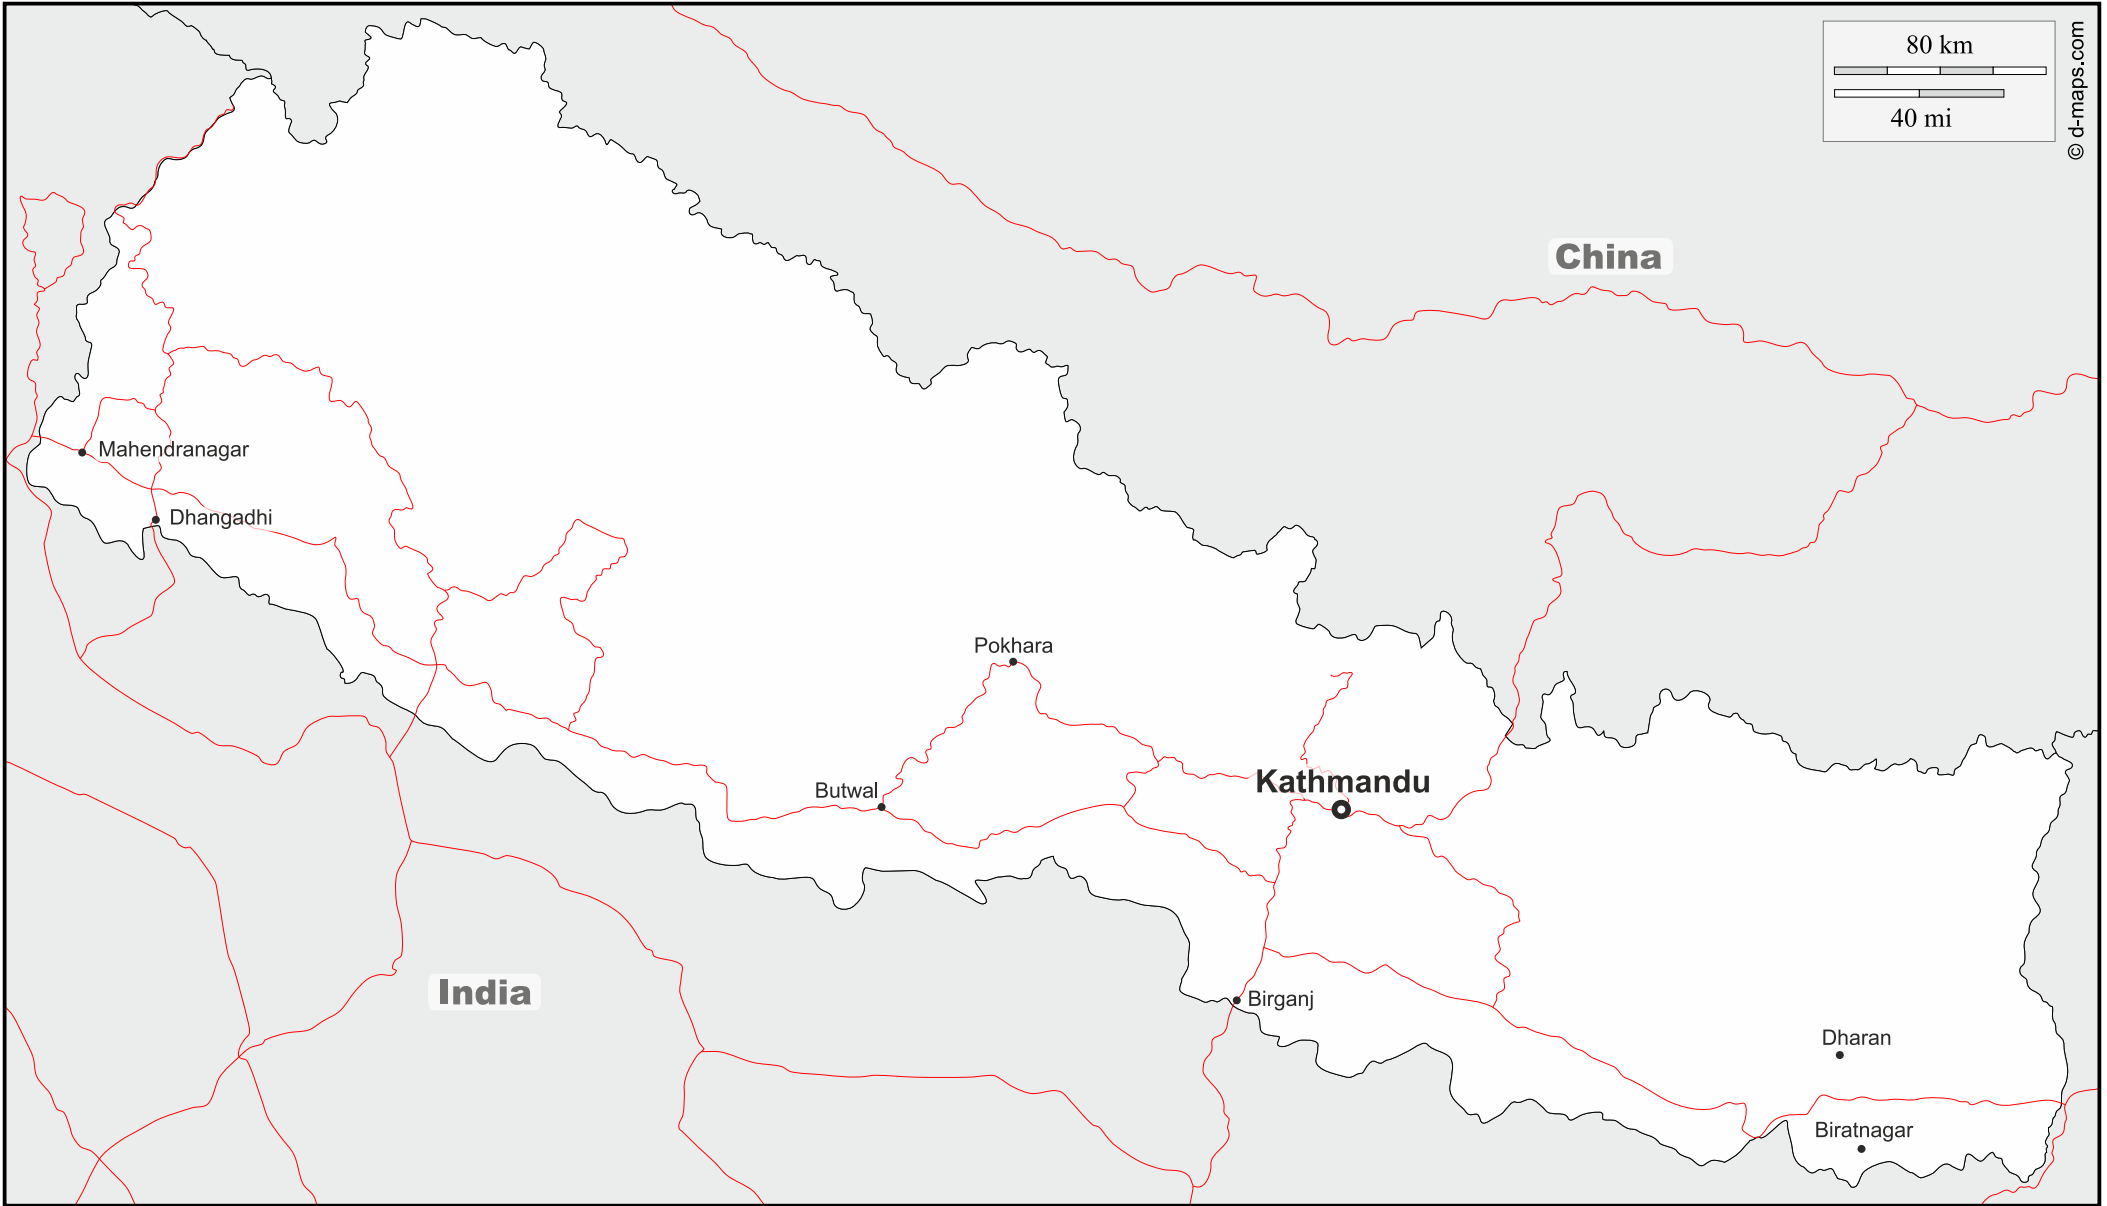 80 km
40 mi
© d-maps.com
China
Mahendranagar
Dhangadhi
Pokhara
Butwal
Kathmandu
India
Birganj
Dharan
Biratnagar